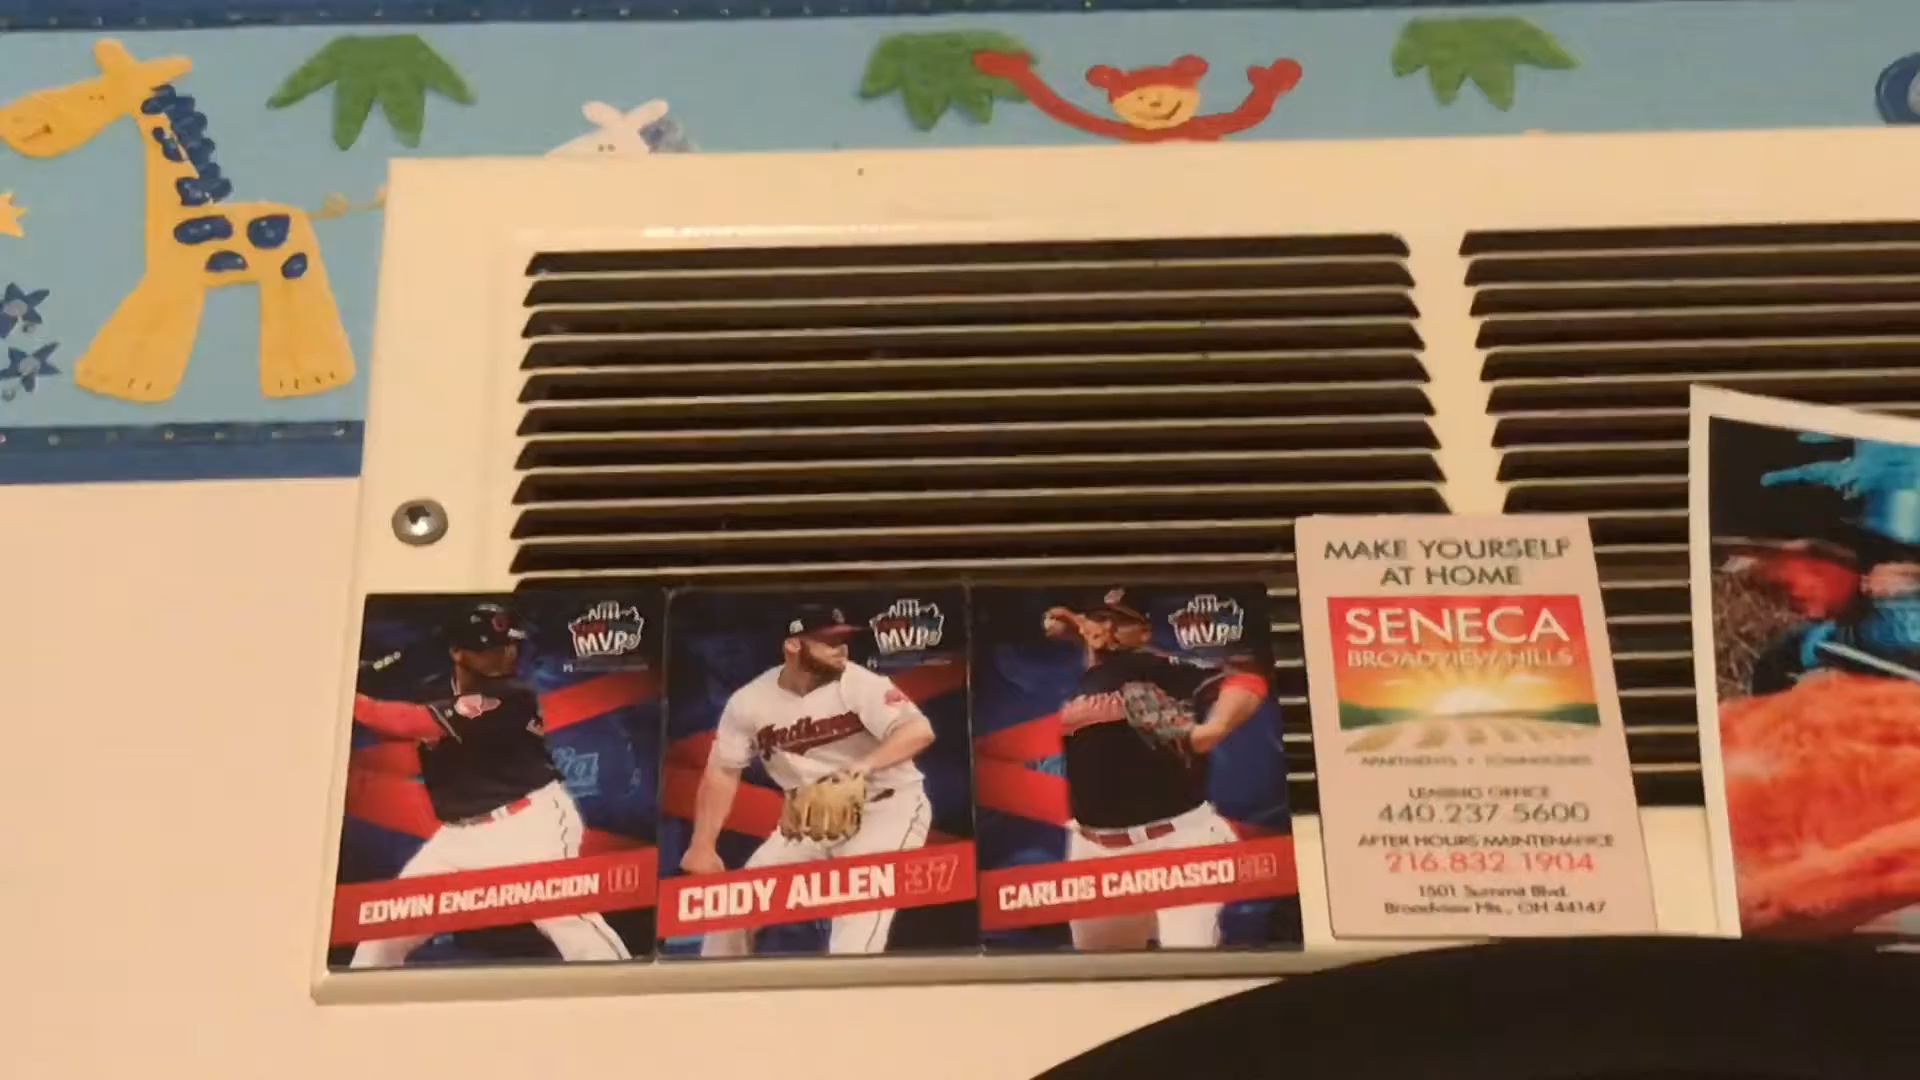 MVPs
EDWIN ENCARNACION 10
MVPs
Indians
CODY ALLEN 37
MVPs
CARLOS CARRASCO 59
MAKE YOURSELF
AT HOME
SENECA
BROADVIEW HILLS
APARTMENTS • TOWNHOMES
LEASING OFFICE
440.237.5600
AFTER HOURS MAINTENANCE
216.832.1904
1501 Summit Blvd.
Broadview Hts., OH 44147